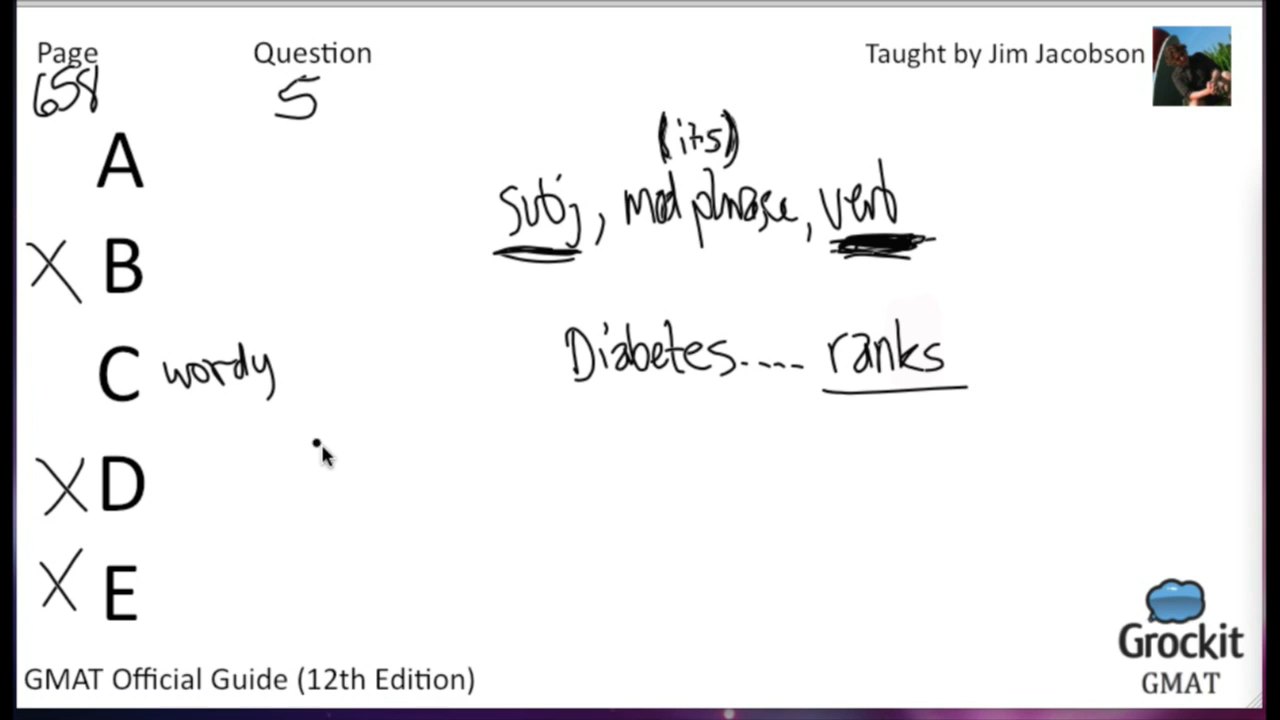 Page Question Taught by Jim Jacobson
658 5
A
(its)
subj, mod phrase, verb
X B
Diabetes.... ranks
C wordy
X D
X E
Grockit
GMAT
GMAT Official Guide (12th Edition)